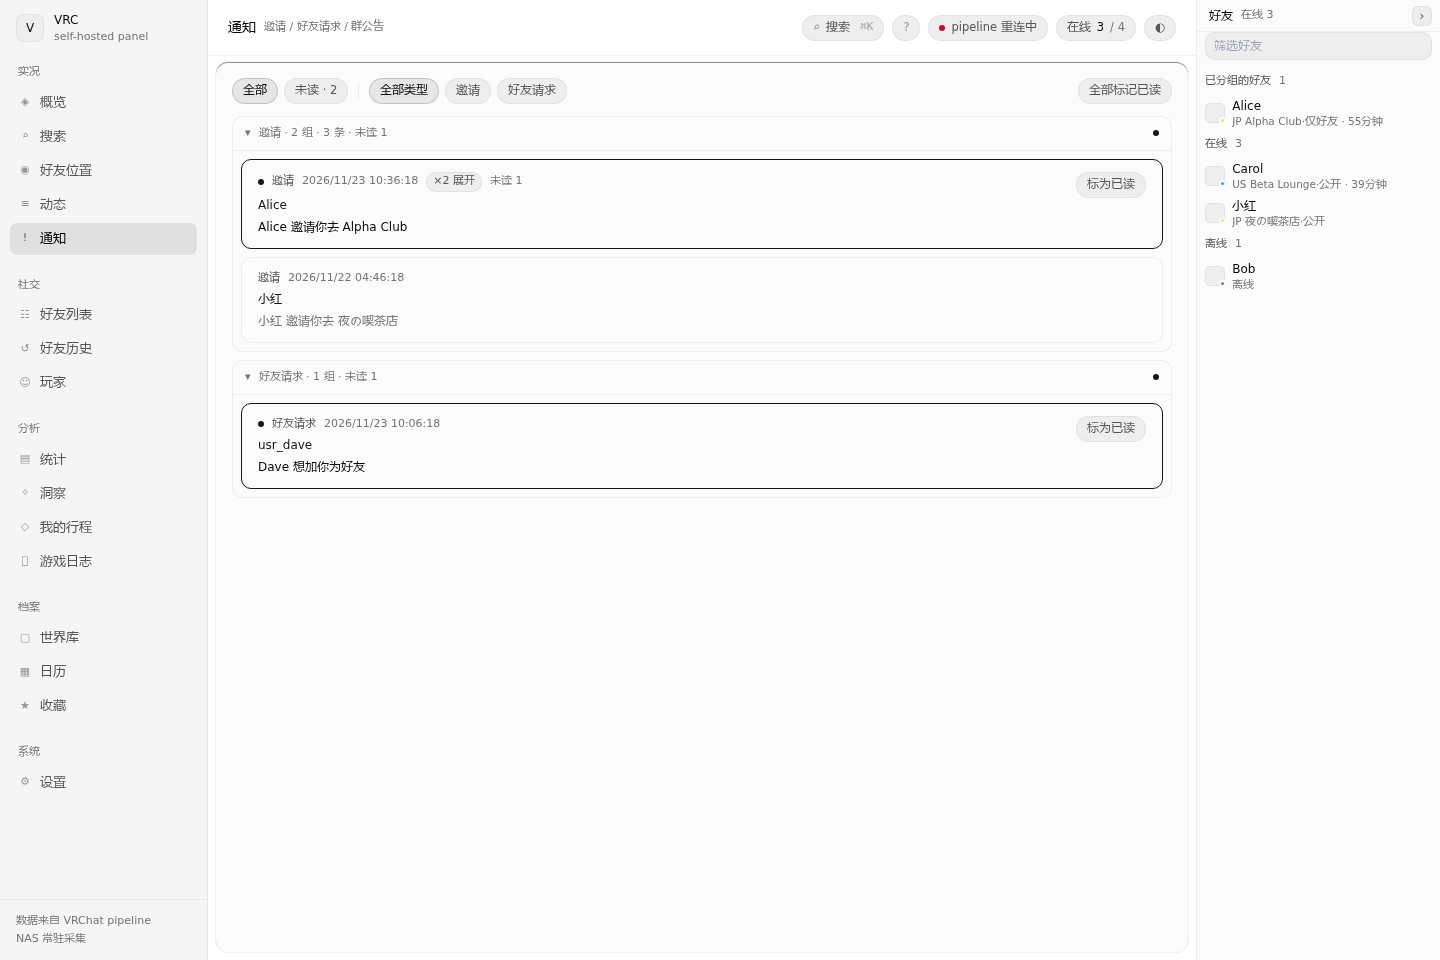 V
VRC
self-hosted panel
实况
概览
搜索
好友位置
动态
! 通知
社交
好友列表
好友历史
玩家
分析
统计
洞察
我的行程
游戏日志
档案
世界库
日历
收藏
系统
设置
数据来自 VRChat pipeline
NAS 常驻采集
通知 邀请 / 好友请求 / 群公告
搜索 ⌘K
?
pipeline 重连中
在线 3 / 4
全部
未读 · 2
全部类型
邀请
好友请求
全部标记已读
▾ 邀请 · 2 组 · 3 条 · 未读 1
邀请 2026/11/23 10:36:18 ×2 展开 未读 1
标为已读
Alice
Alice 邀请你去 Alpha Club
邀请 2026/11/22 04:46:18
小红
小红 邀请你去 夜の喫茶店
▾ 好友请求 · 1 组 · 未读 1
好友请求 2026/11/23 10:06:18
标为已读
usr_dave
Dave 想加你为好友
好友 在线 3
›
筛选好友
已分组的好友 1
Alice
JP Alpha Club·仅好友 · 55分钟
在线 3
Carol
US Beta Lounge·公开 · 39分钟
小红
JP 夜の喫茶店·公开
离线 1
Bob
离线